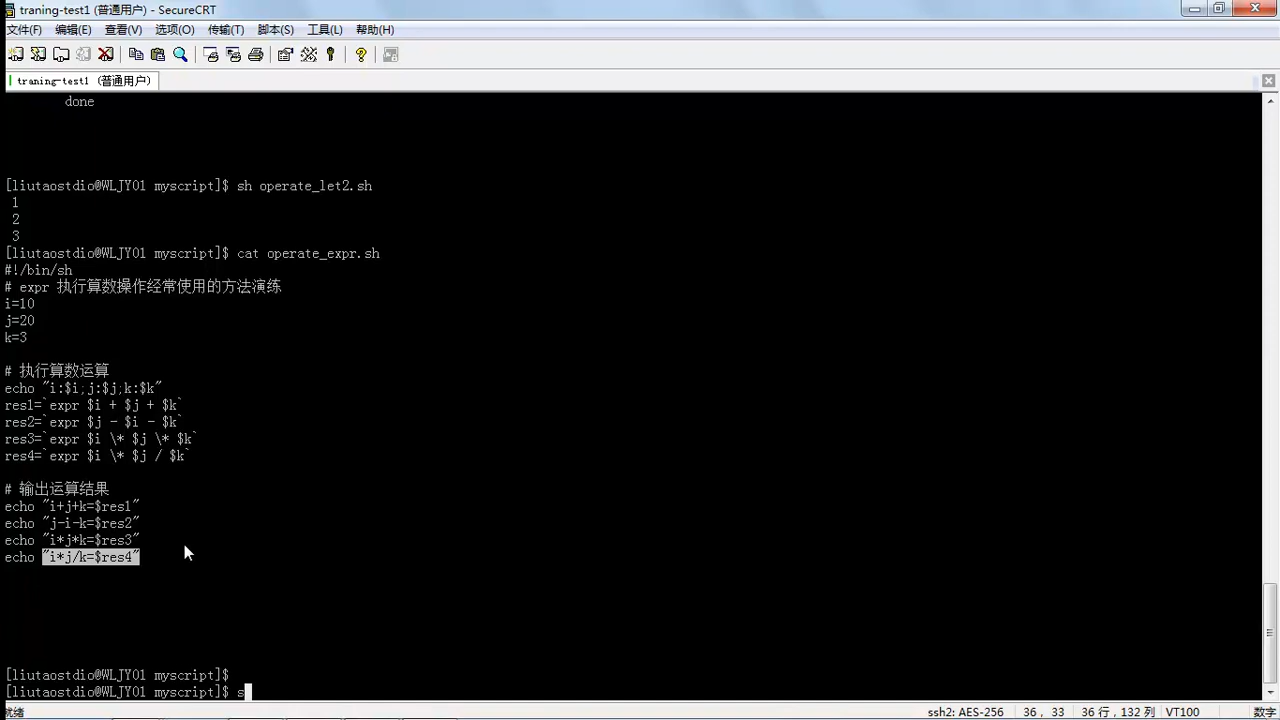 traning-test1 (普通用户) - SecureCRT
文件(F) 编辑(E) 查看(V) 选项(O) 传输(T) 脚本(S) 工具(L) 帮助(H)
traning-test1 (普通用户)
done
[liutaostdio@WLJY01 myscript]$ sh operate_let2.sh
1
2
3
[liutaostdio@WLJY01 myscript]$ cat operate_expr.sh
#!/bin/sh
# expr 执行算数操作经常使用的方法演练
i=10
j=20
k=3
# 执行算数运算
echo "i:$i;j:$j;k:$k"
res1=`expr $i + $j + $k`
res2=`expr $j - $i - $k`
res3=`expr $i \* $j \* $k`
res4=`expr $i \* $j / $k`
# 输出运算结果
echo "i+j+k=$res1"
echo "j-i-k=$res2"
echo "i*j*k=$res3"
echo "i*j/k=$res4"
[liutaostdio@WLJY01 myscript]$
[liutaostdio@WLJY01 myscript]$ s
就绪 ssh2: AES-256 36, 33 36 行, 132 列 VT100 数字